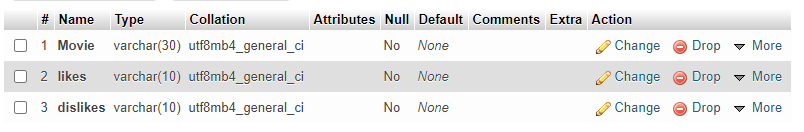 # Name Type Collation Attributes Null Default Comments Extra Action
1 Movie varchar(30) utf8mb4_general_ci No None Change Drop More
2 likes varchar(10) utf8mb4_general_ci No None Change Drop More
3 dislikes varchar(10) utf8mb4_general_ci No None Change Drop More